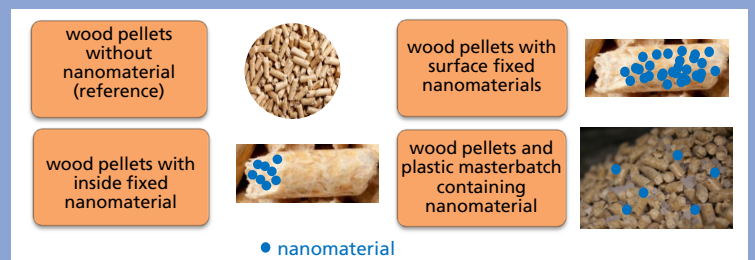 wood pellets
without
nanomaterial
(reference)
wood pellets with
surface fixed
nanomaterials
wood pellets with
inside fixed
nanomaterial
wood pellets and
plastic masterbatch
containing
nanomaterial
nanomaterial